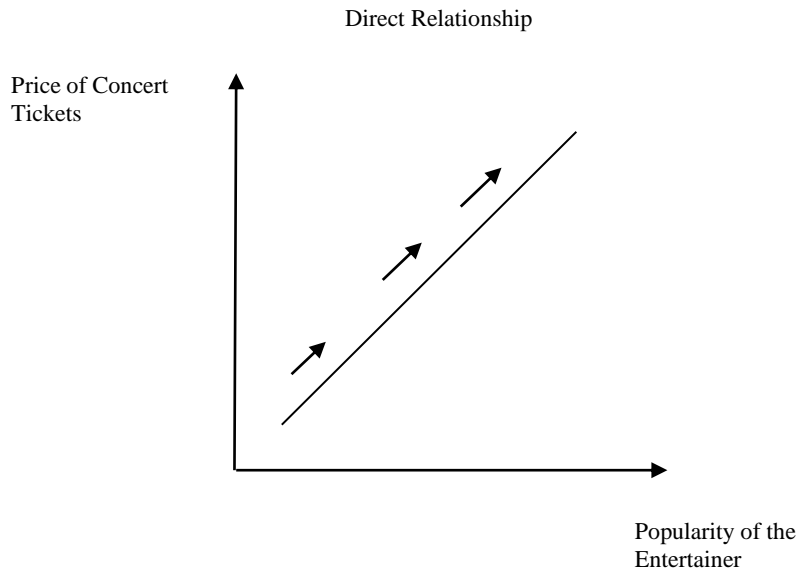 Direct Relationship
Price of Concert
Tickets
Popularity of the
Entertainer